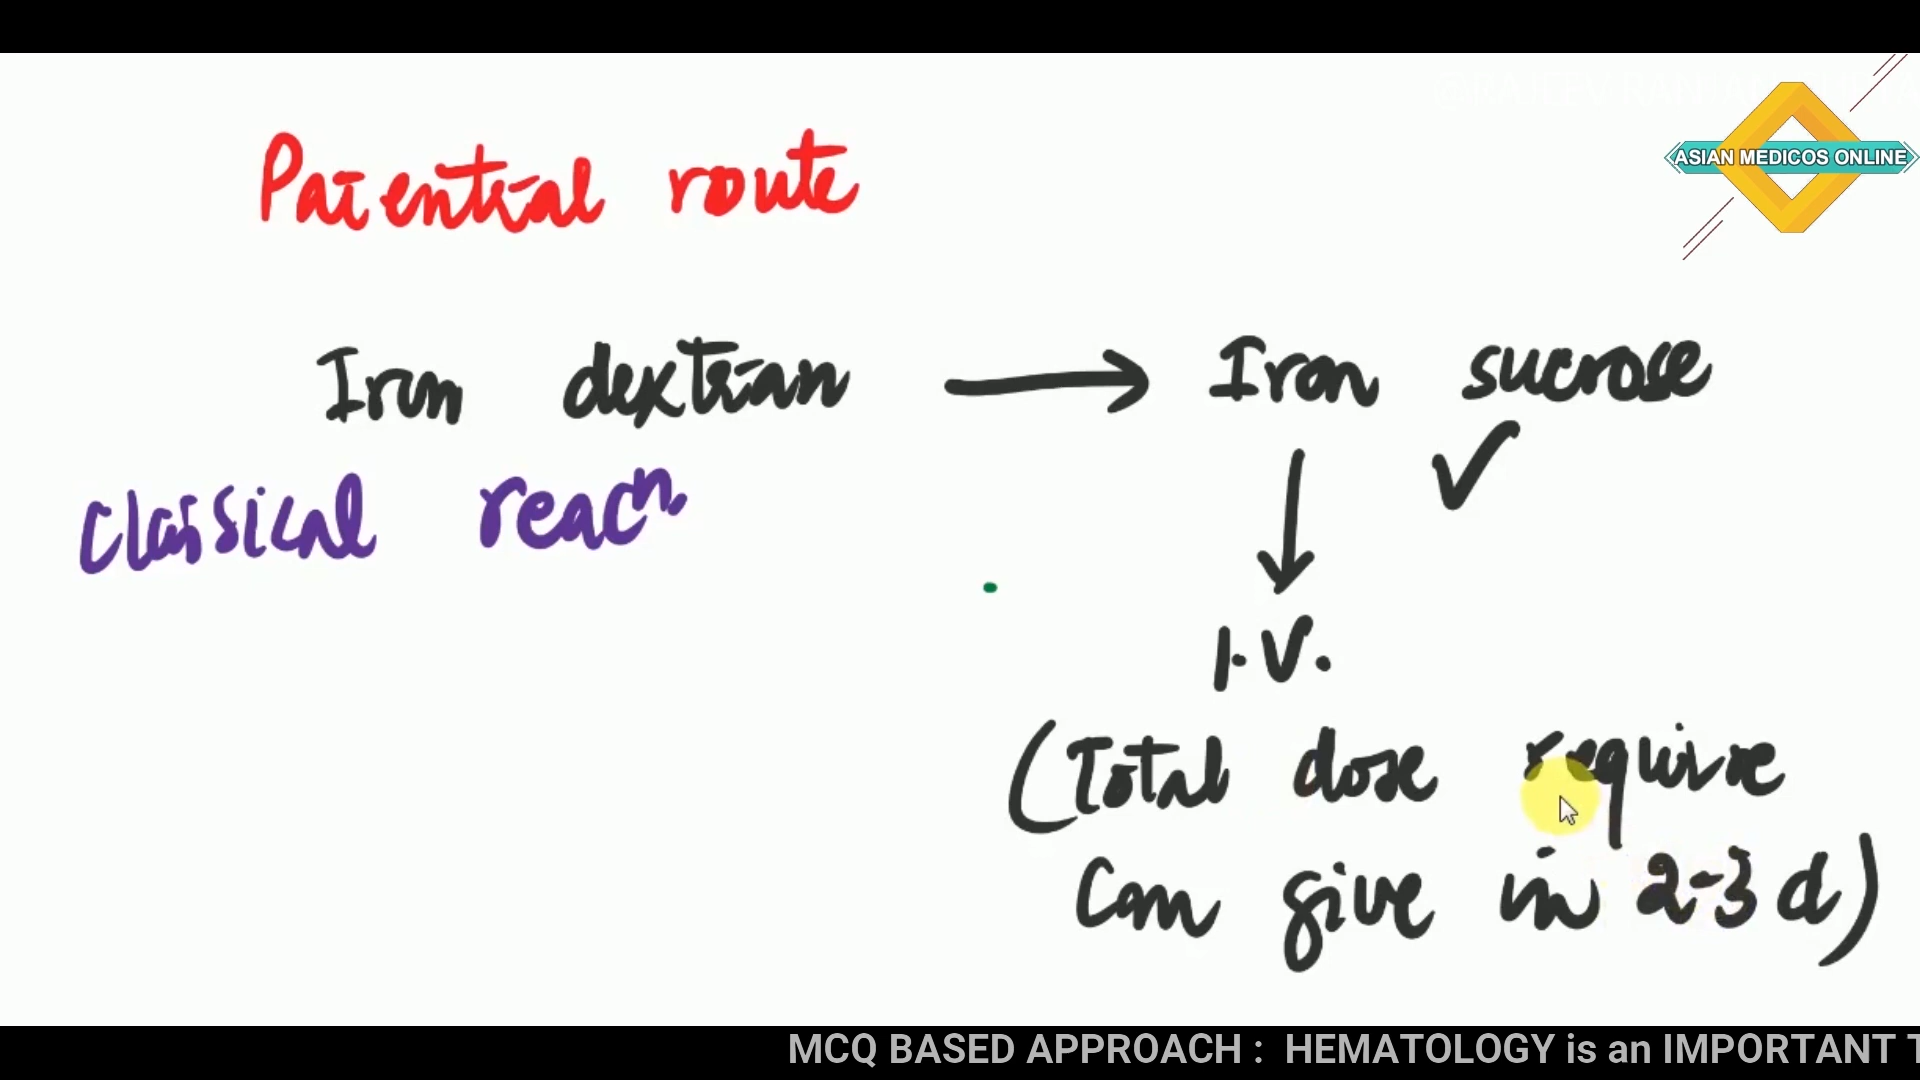 ASIAN MEDICOS ONLINE
Parentral route
Iron dextran → Iron sucrose ✓
Classical reacn.
I.V.
(Total dose require
Can give in 2-3 d)
MCQ BASED APPROACH : HEMATOLOGY is an IMPORTANT T